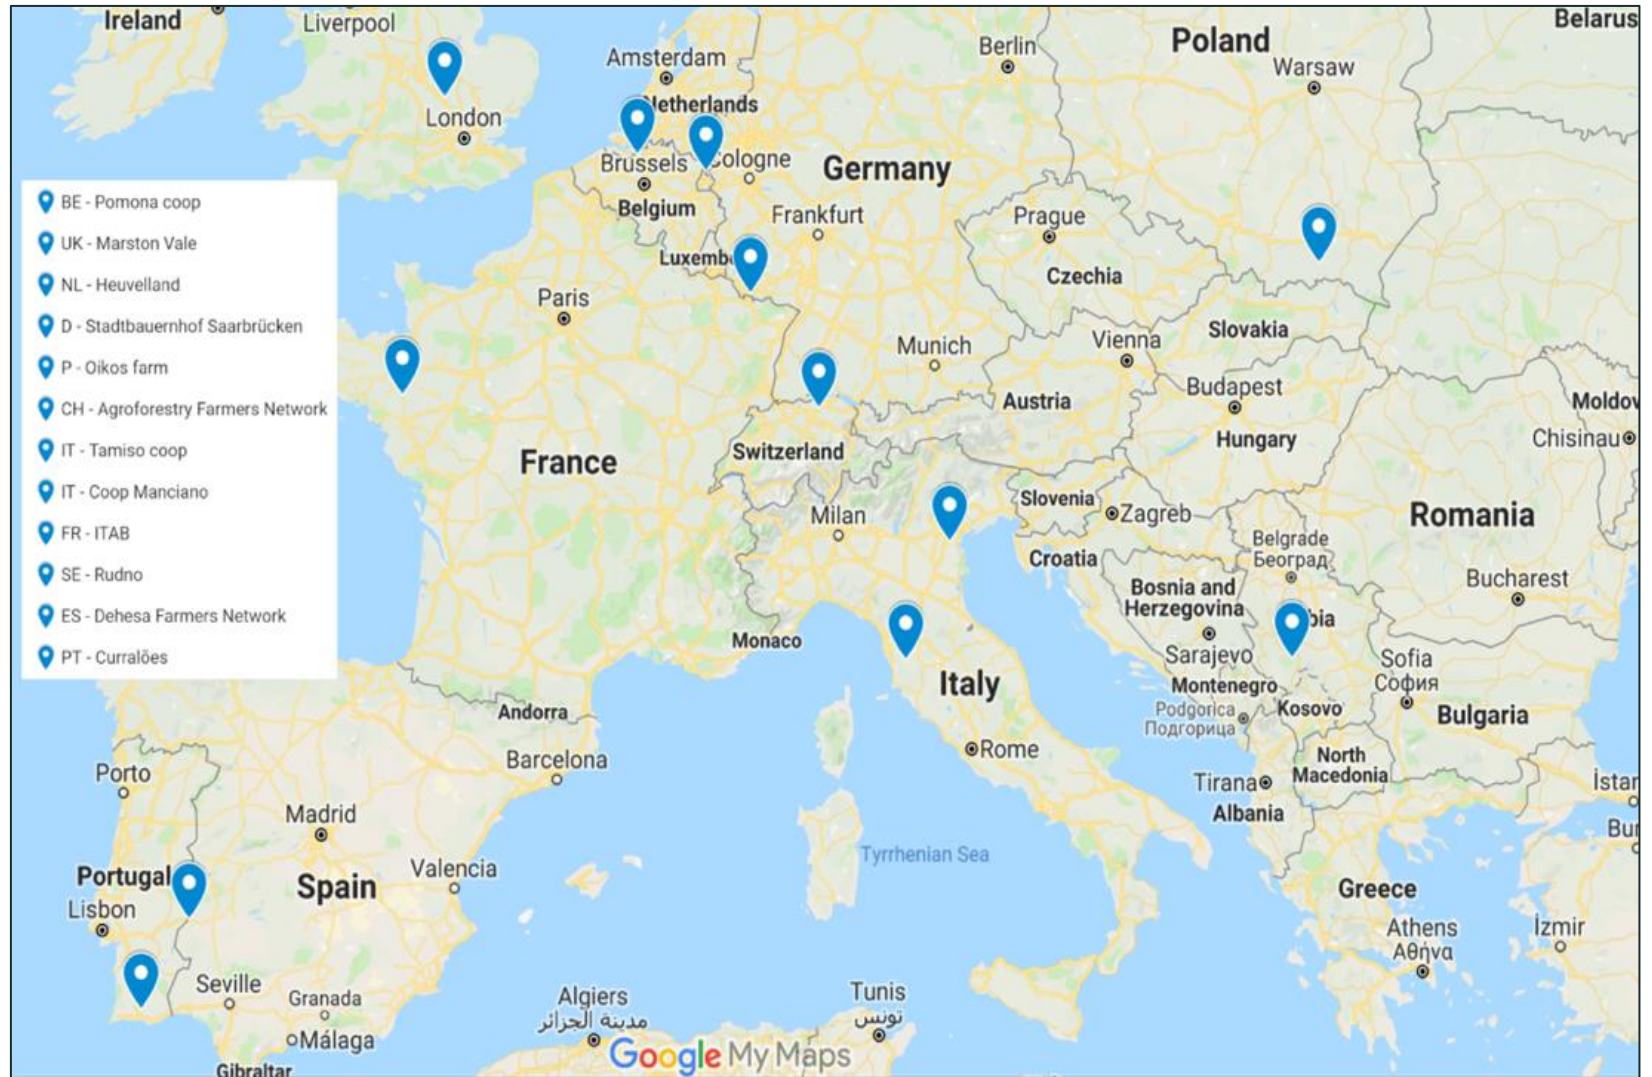 Ireland
Liverpool
London
Amsterdam
Netherlands
Berlin
Poland
Warsaw
Belarus
Brussels
Belgium
Cologne
Germany
Frankfurt
Prague
Czechia
Paris
Munich
Vienna
Slovakia
Austria
Budapest
Hungary
Chisinau
France
Switzerland
Milan
Slovenia
Zagreb
Croatia
Romania
Belgrade
Београд
Bucharest
Bosnia and
Herzegovina
Sarajevo
Monaco
Italy
Rome
Montenegro
Podgorica
Подгорица
Kosovo
Sofia
София
Bulgaria
North
Macedonia
Tirana
Albania
Andorra
Barcelona
Porto
Madrid
Valencia
Portugal
Lisbon
Spain
Seville
Granada
Málaga
Gibraltar
Tyrrhenian Sea
Greece
Athens
Αθήνα
İzmir
Algiers
مدينة الجزائر
Tunis
تونس
BE - Pomona coop
UK - Marston Vale
NL - Heuvelland
D - Stadtbauernhof Saarbrücken
P - Oikos farm
CH - Agroforestry Farmers Network
IT - Tamiso coop
IT - Coop Manciano
FR - ITAB
SE - Rudno
ES - Dehesa Farmers Network
PT - Curralões
Google My Maps